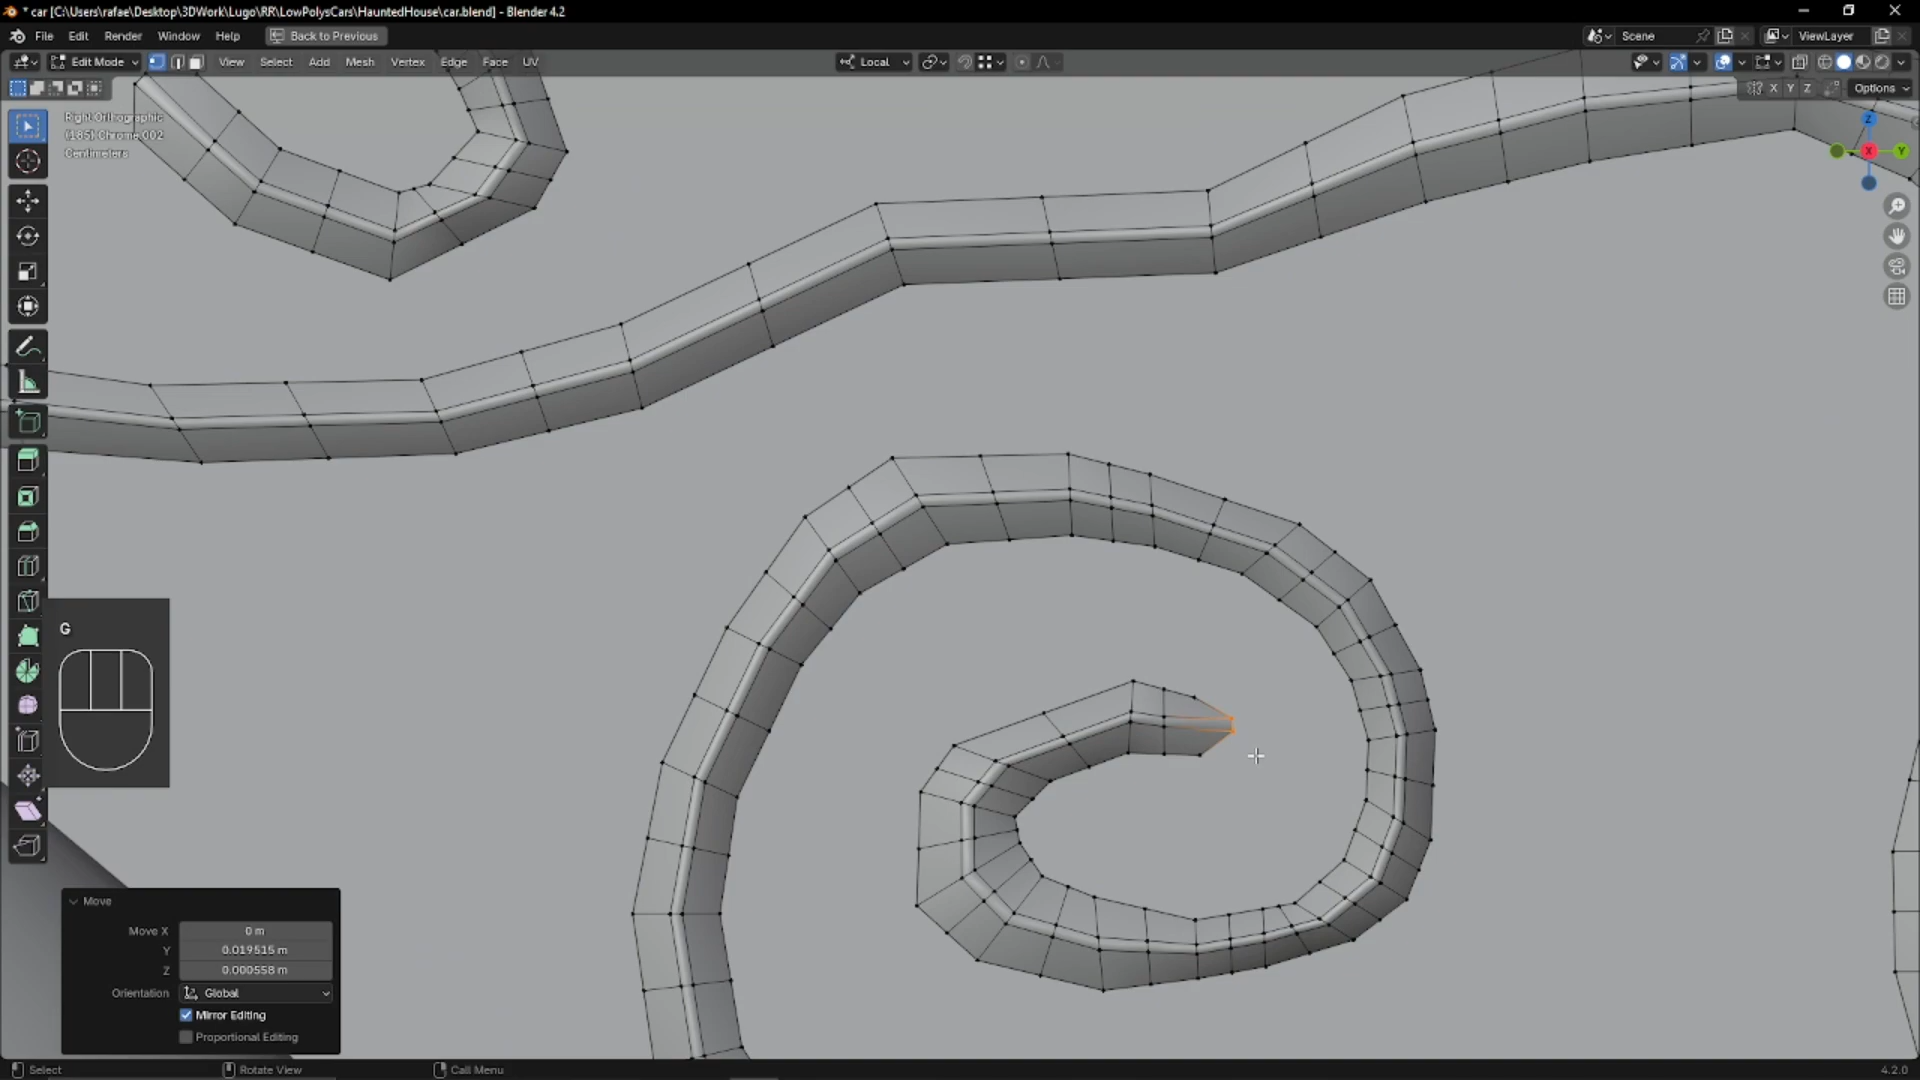 * car [C:\Users\rafae\Desktop\3DWork\Lugo\RR\LowPolysCars\HauntedHouse\car.blend] - Blender 4.2
File Edit Render Window Help Back to Previous Scene ViewLayer
Edit Mode View Select Add Mesh Vertex Edge Face UV Local
X Y Z Options
Right Orthographic
(185) Chrome.002
Centimeters
Z
X
Y
G
Move
Move X 0 m
Y 0.019515 m
Z 0.000558 m
Orientation Global
Mirror Editing
Proportional Editing
Select Rotate View Call Menu 4.2.0